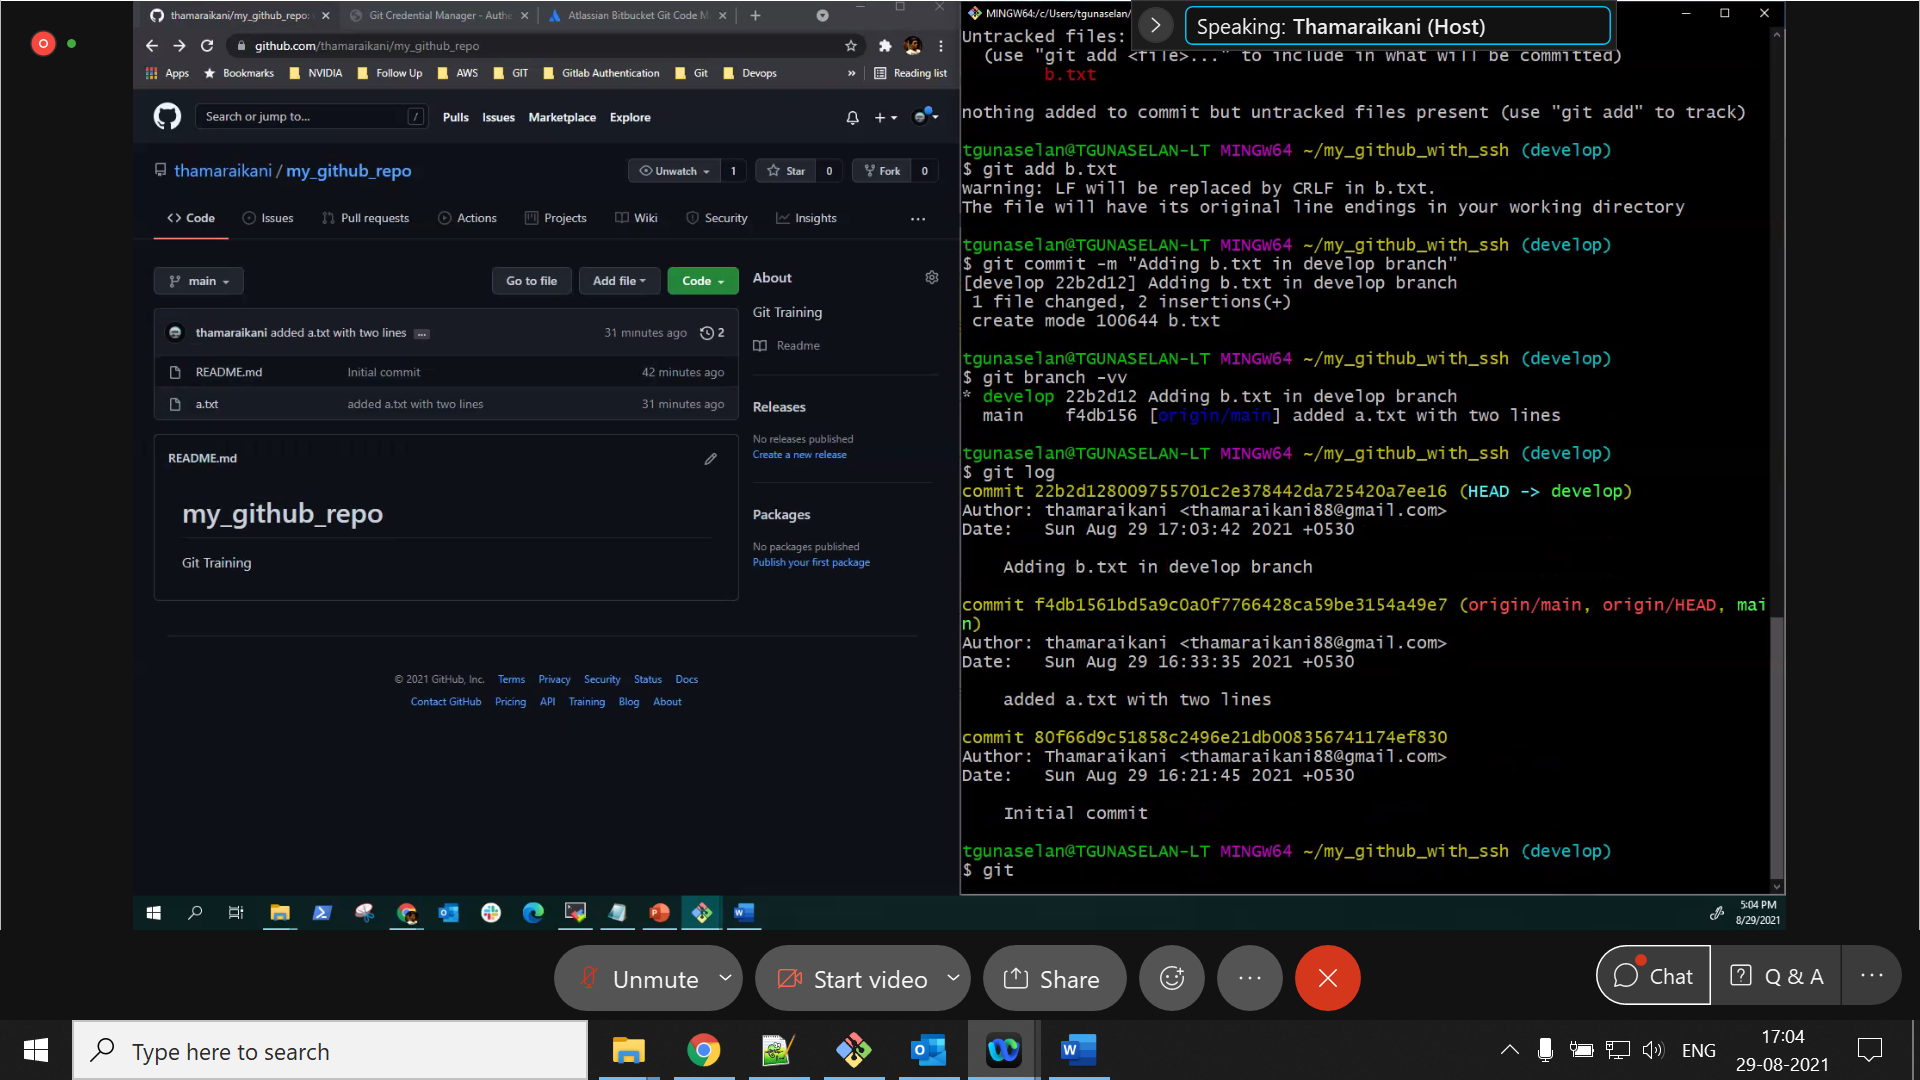 thamaraikani/my_github_repo:
Git Credential Manager - Authe
Atlassian Bitbucket Git Code M
github.com/thamaraikani/my_github_repo
Apps
Bookmarks
NVIDIA
Follow Up
AWS
GIT
Gitlab Authentication
Git
Devops
»
Reading list
Search or jump to...
/
Pulls
Issues
Marketplace
Explore
thamaraikani / my_github_repo
Unwatch
1
Star
0
Fork
0
Code
Issues
Pull requests
Actions
Projects
Wiki
Security
Insights
...
main
Go to file
Add file
Code
thamaraikani added a.txt with two lines ...
31 minutes ago
2
README.md
Initial commit
42 minutes ago
a.txt
added a.txt with two lines
31 minutes ago
README.md
my_github_repo
Git Training
About
Git Training
Readme
Releases
No releases published
Create a new release
Packages
No packages published
Publish your first package
© 2021 GitHub, Inc.
Terms
Privacy
Security
Status
Docs
Contact GitHub
Pricing
API
Training
Blog
About
MINGW64:/c/Users/tgunaselan/
Speaking: Thamaraikani (Host)
Untracked files:
(use "git add <file>..." to include in what will be committed)
b.txt
nothing added to commit but untracked files present (use "git add" to track)
tgunaselan@TGUNASELAN-LT MINGW64 ~/my_github_with_ssh (develop)
$ git add b.txt
warning: LF will be replaced by CRLF in b.txt.
The file will have its original line endings in your working directory
tgunaselan@TGUNASELAN-LT MINGW64 ~/my_github_with_ssh (develop)
$ git commit -m "Adding b.txt in develop branch"
[develop 22b2d12] Adding b.txt in develop branch
1 file changed, 2 insertions(+)
create mode 100644 b.txt
tgunaselan@TGUNASELAN-LT MINGW64 ~/my_github_with_ssh (develop)
$ git branch -vv
* develop 22b2d12 Adding b.txt in develop branch
main f4db156 [origin/main] added a.txt with two lines
tgunaselan@TGUNASELAN-LT MINGW64 ~/my_github_with_ssh (develop)
$ git log
commit 22b2d128009755701c2e378442da725420a7ee16 (HEAD -> develop)
Author: thamaraikani <thamaraikani88@gmail.com>
Date: Sun Aug 29 17:03:42 2021 +0530
Adding b.txt in develop branch
commit f4db1561bd5a9c0a0f7766428ca59be3154a49e7 (origin/main, origin/HEAD, mai
n)
Author: thamaraikani <thamaraikani88@gmail.com>
Date: Sun Aug 29 16:33:35 2021 +0530
added a.txt with two lines
commit 80f66d9c51858c2496e21db008356741174ef830
Author: Thamaraikani <thamaraikani88@gmail.com>
Date: Sun Aug 29 16:21:45 2021 +0530
Initial commit
tgunaselan@TGUNASELAN-LT MINGW64 ~/my_github_with_ssh (develop)
$ git
5:04 PM
8/29/2021
Unmute
Start video
Share
...
Chat
Q & A
...
Type here to search
ENG
17:04
29-08-2021